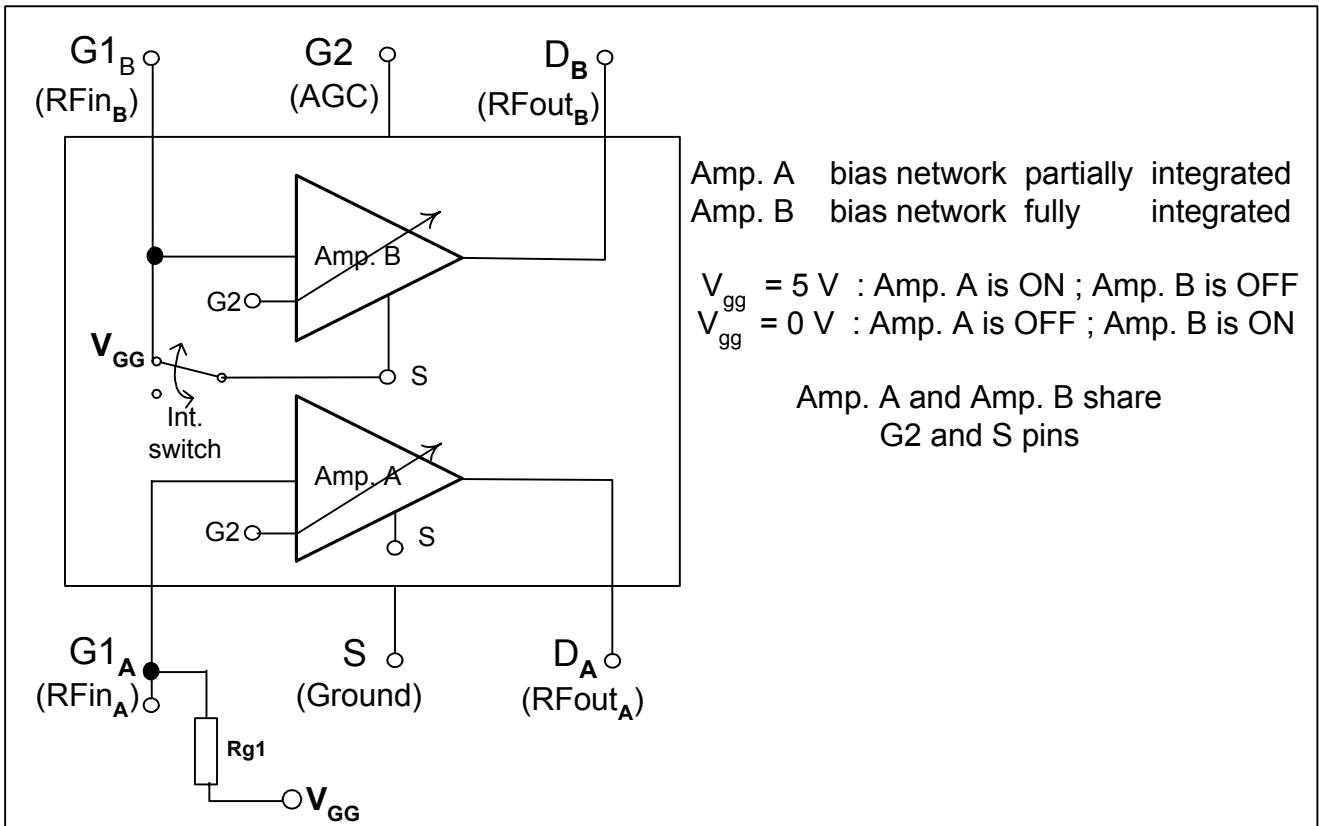 G1B G2 DB
(RFinB) (AGC) (RFoutB)
Amp. A bias network partially integrated
Amp. B bias network fully integrated
Amp. B
G2
Vgg = 5 V : Amp. A is ON ; Amp. B is OFF
Vgg = 0 V : Amp. A is OFF ; Amp. B is ON
VGG
S
Int.
switch
Amp. A and Amp. B share
G2 and S pins
Amp. A
G2
S
G1A S DA
(RFinA) (Ground) (RFoutA)
Rg1
VGG